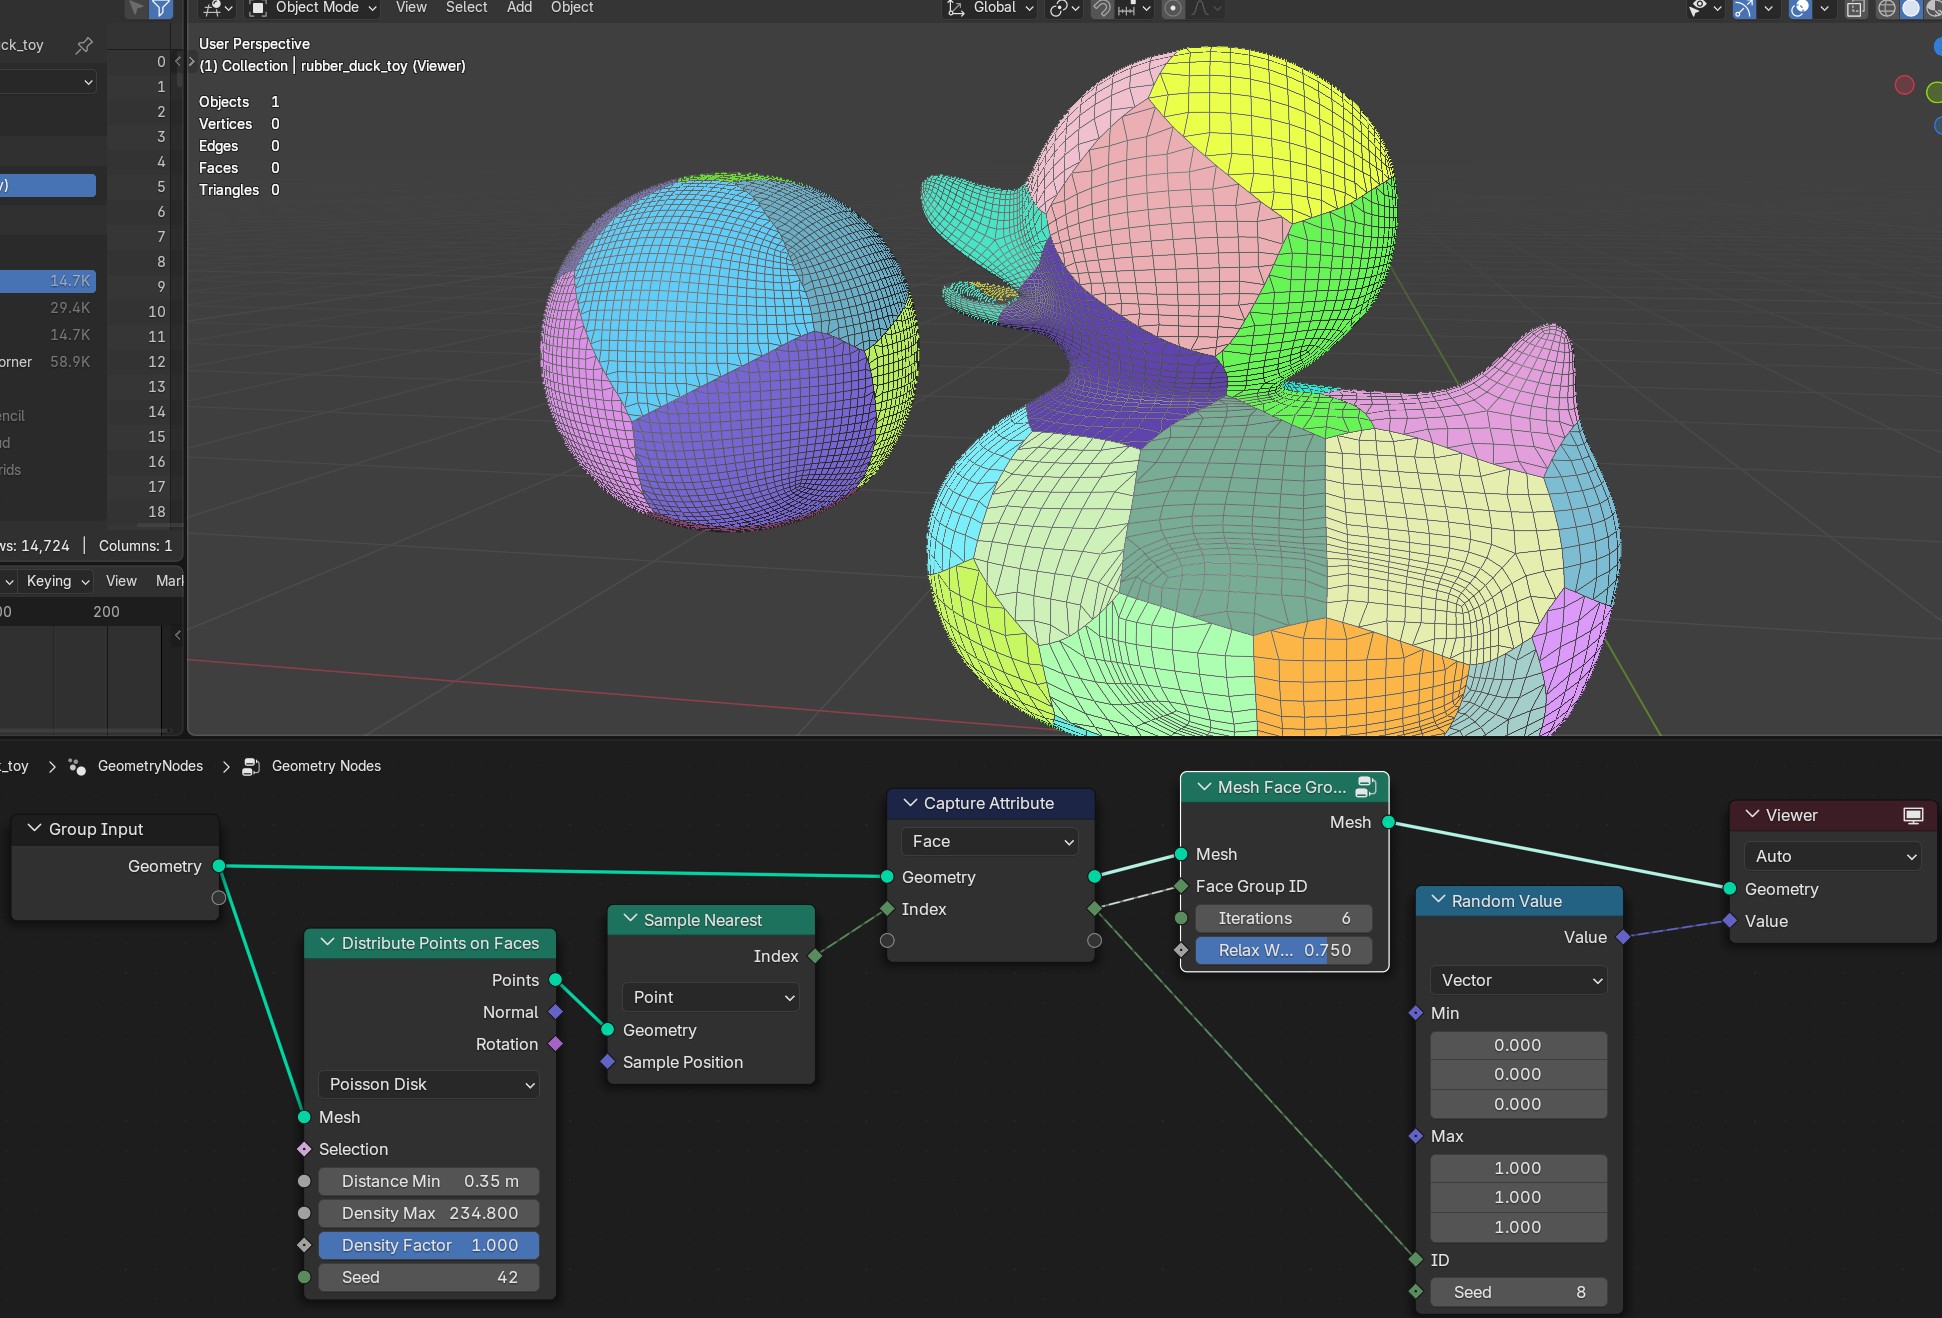 Object Mode
View
Select
Add
Object
Global
User Perspective
(1) Collection | rubber_duck_toy (Viewer)
Objects 1
Vertices 0
Edges 0
Faces 0
Triangles 0
ck_toy
y)
14.7K
29.4K
14.7K
orner 58.9K
encil
ad
rids
0
1
2
3
4
5
6
7
8
9
10
11
12
13
14
15
16
17
18
ws: 14,724 | Columns: 1
Keying
View
Mark
00
200
_toy > GeometryNodes > Geometry Nodes
Group Input
Geometry
Distribute Points on Faces
Points
Normal
Rotation
Poisson Disk
Mesh
Selection
Distance Min 0.35 m
Density Max 234.800
Density Factor 1.000
Seed 42
Sample Nearest
Index
Point
Geometry
Sample Position
Capture Attribute
Face
Geometry
Index
Mesh Face Gro...
Mesh
Mesh
Face Group ID
Iterations 6
Relax W... 0.750
Random Value
Value
Vector
Min
0.000
0.000
0.000
Max
1.000
1.000
1.000
ID
Seed 8
Viewer
Auto
Geometry
Value